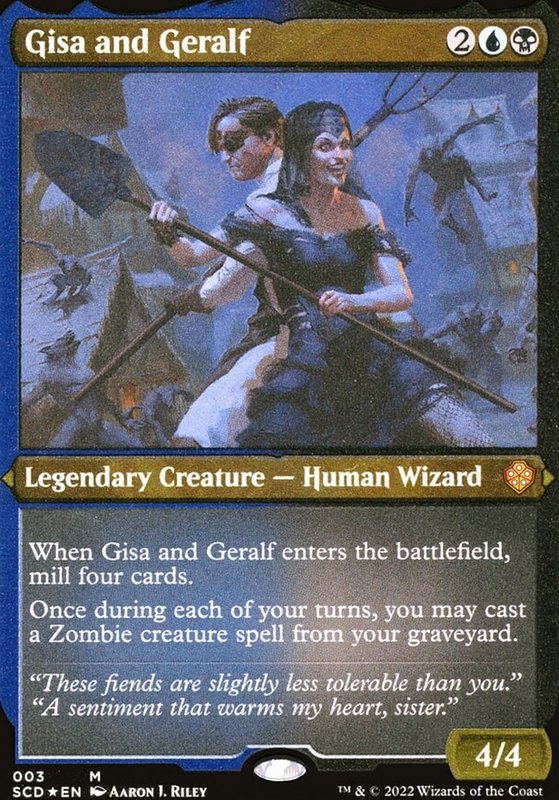 Gisa and Geralf 2
Legendary Creature — Human Wizard
When Gisa and Geralf enters the battlefield,
mill four cards.
Once during each of your turns, you may cast
a Zombie creature spell from your graveyard.
“These fiends are slightly less tolerable than you.”
“A sentiment that warms my heart, sister.”
4/4
003 M
SCD★EN Aaron J. Riley ™ & © 2022 Wizards of the Coast